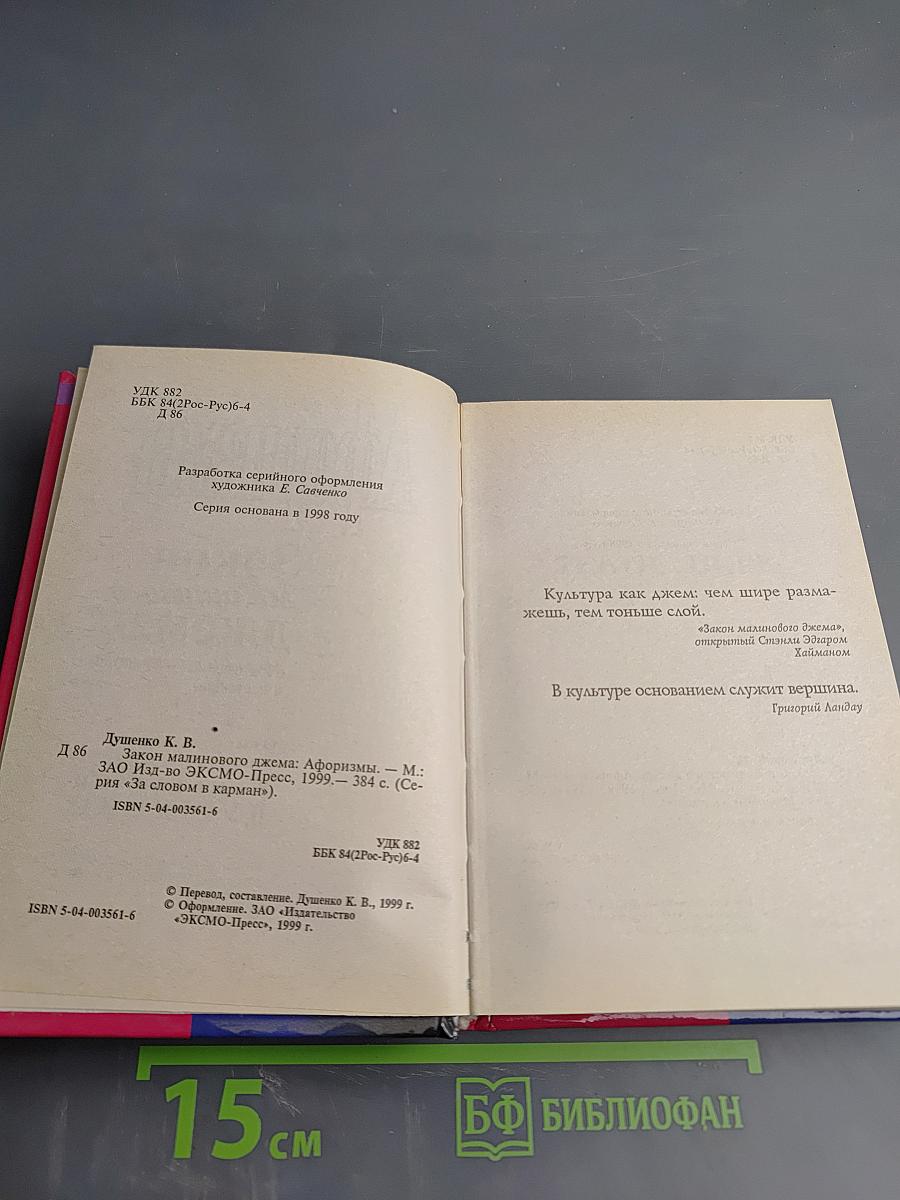 УДК 882
ББК 84(2Рос-Рус)6-4
Д 86
Разработка серийного оформления
художника Е. Савченко
Серия основана в 1998 году
Душенко К. В.
Д 86 Закон малинового джема: Афоризмы. — М.:
ЗАО Изд-во ЭКСМО-Пресс, 1999.— 384 с. (Се-
рия «За словом в карман»).
ISBN 5-04-003561-6
УДК 882
ББК 84(2Рос-Рус)6-4
© Перевод, составление. Душенко К. В., 1999 г.
ISBN 5-04-003561-6 © Оформление. ЗАО «Издательство
«ЭКСМО-Пресс», 1999 г.
Культура как джем: чем шире разма-
жешь, тем тоньше слой.
«Закон малинового джема»,
открытый Стэнли Эдгаром
Хайманом
В культуре основанием служит вершина.
Григорий Ландау
15 см
БФ БИБЛИОФАН